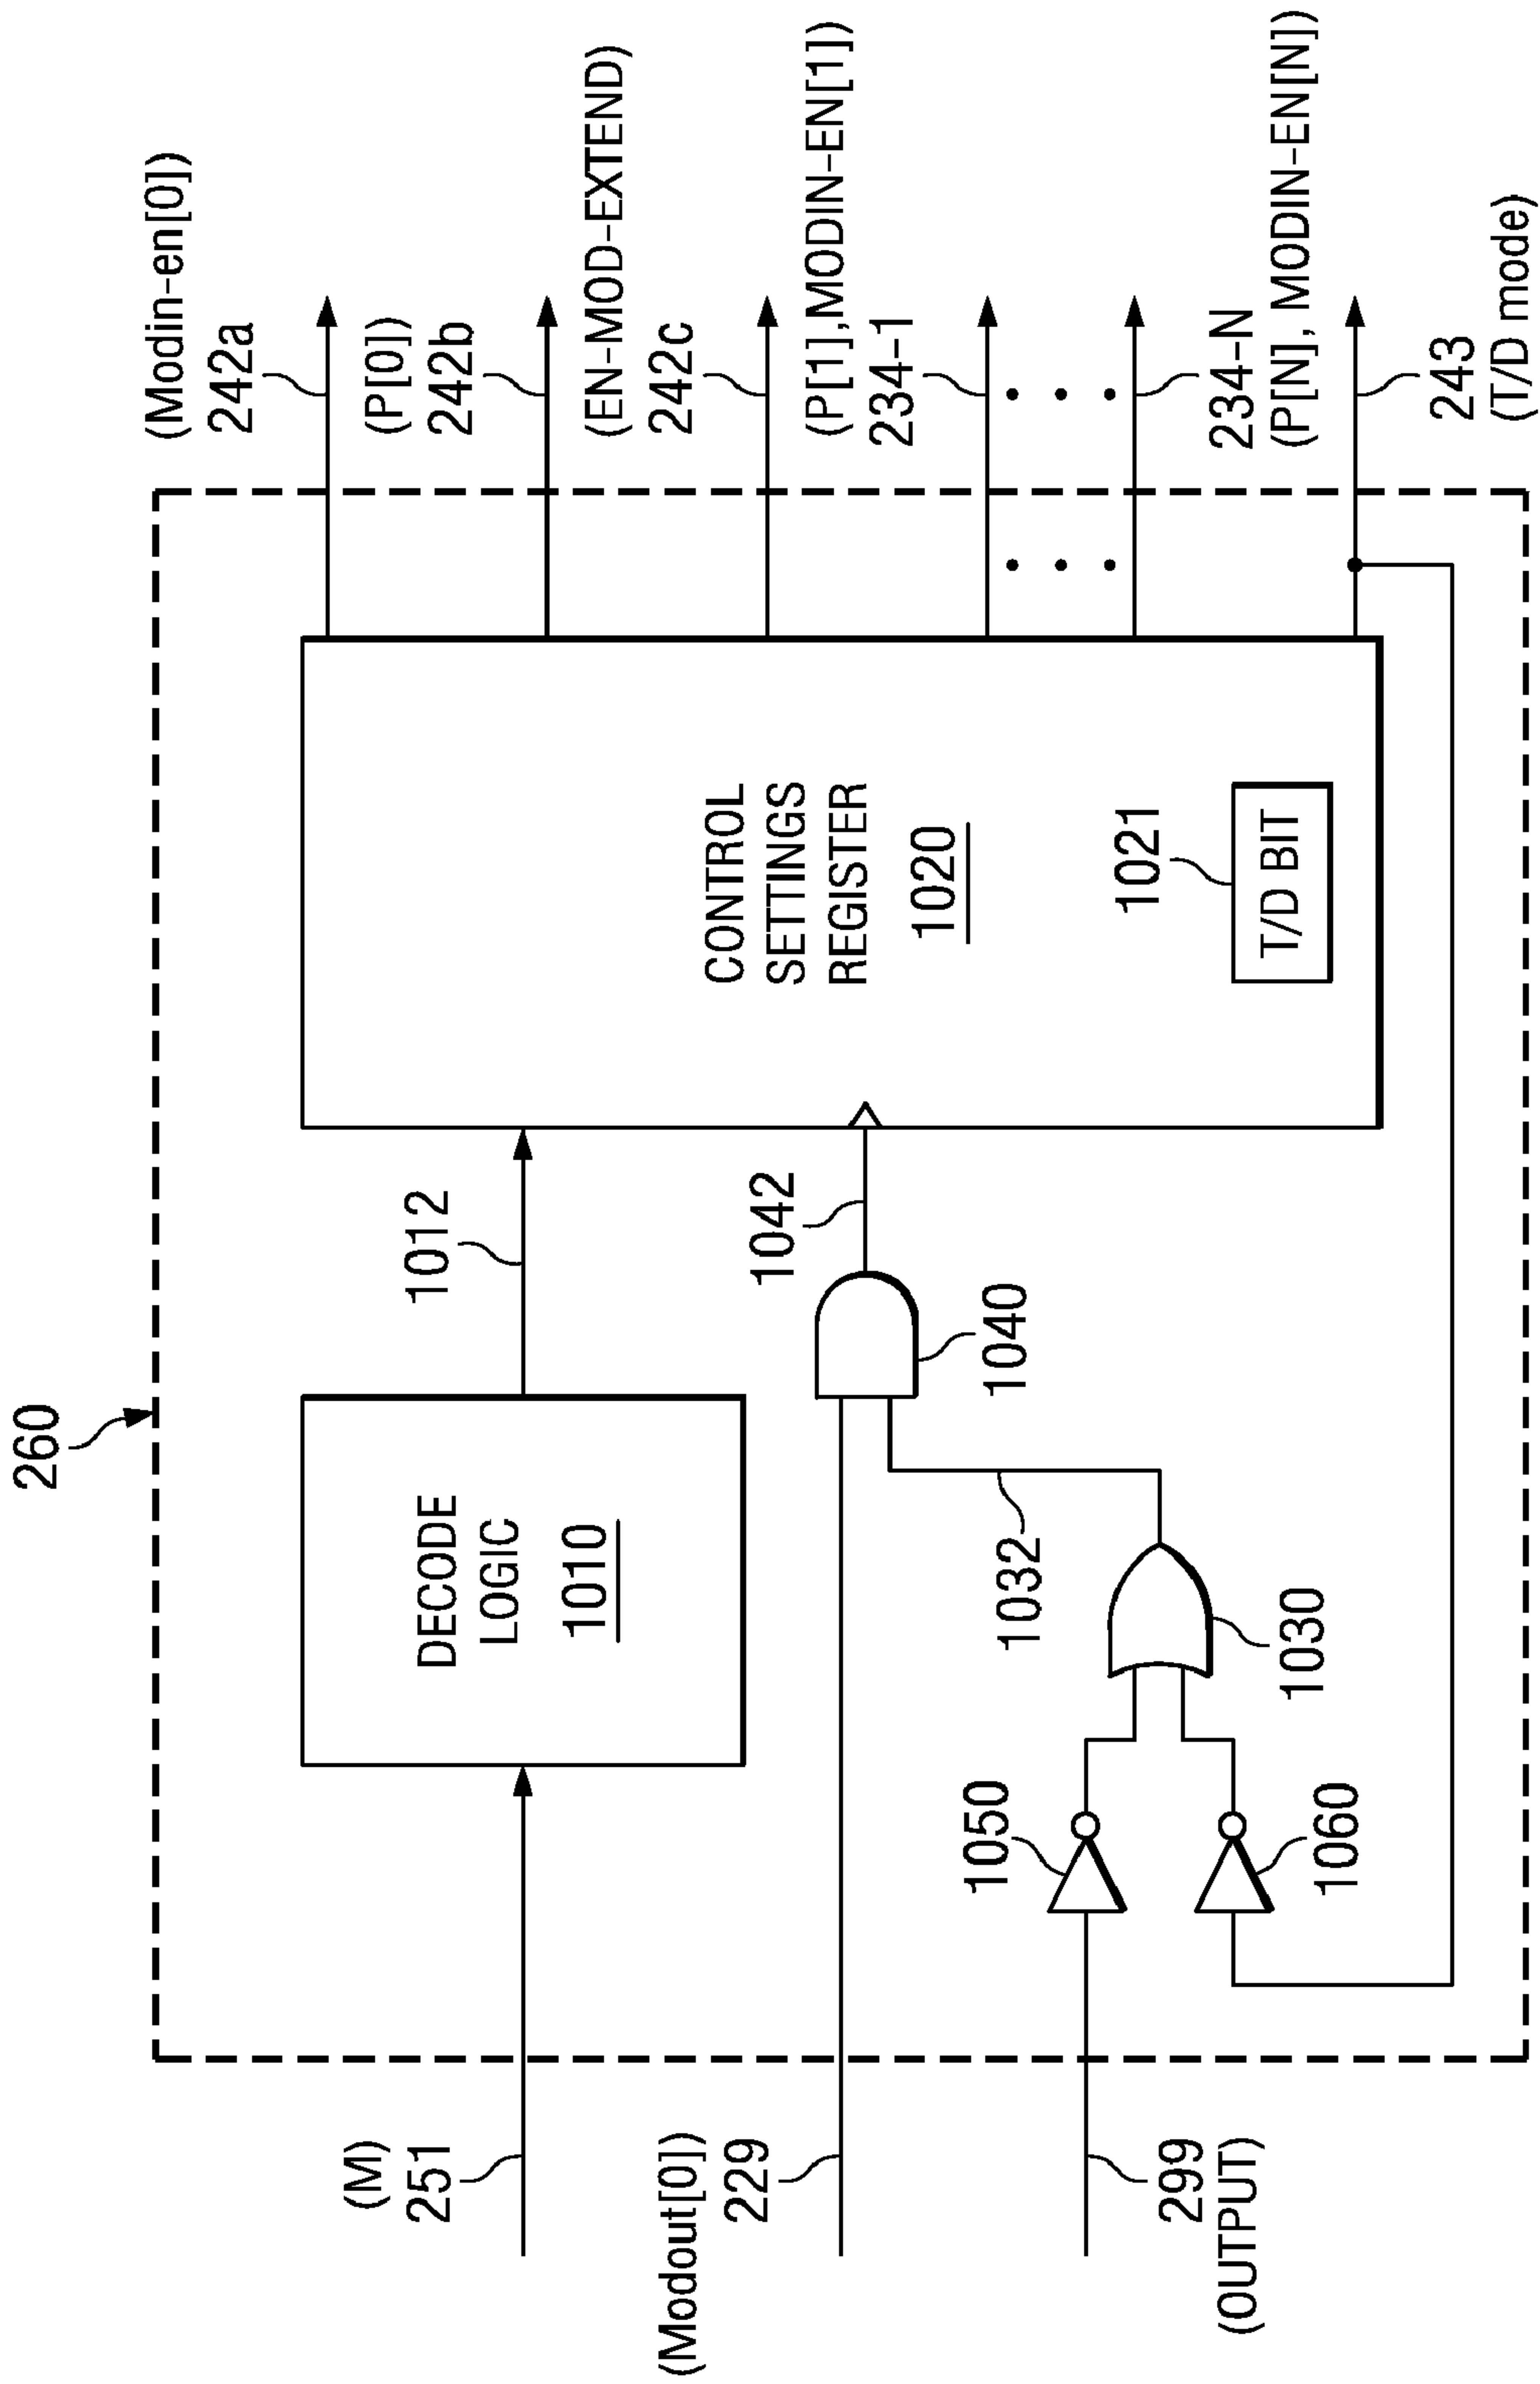 260
(M)
251
(Modout[0])
229
299
(OUTPUT)
DECODE
LOGIC
1010
1012
1050
1060
1030
1032
1040
1042
CONTROL
SETTINGS
REGISTER
1020
1021
T/D BIT
(Modin-en[0])
242a
(P[0])
242b
(EN-MOD-EXTEND)
242c
(P[1],MODIN-EN[1])
234-1
234-N
(P[N], MODIN-EN[N])
243
(T/D mode)